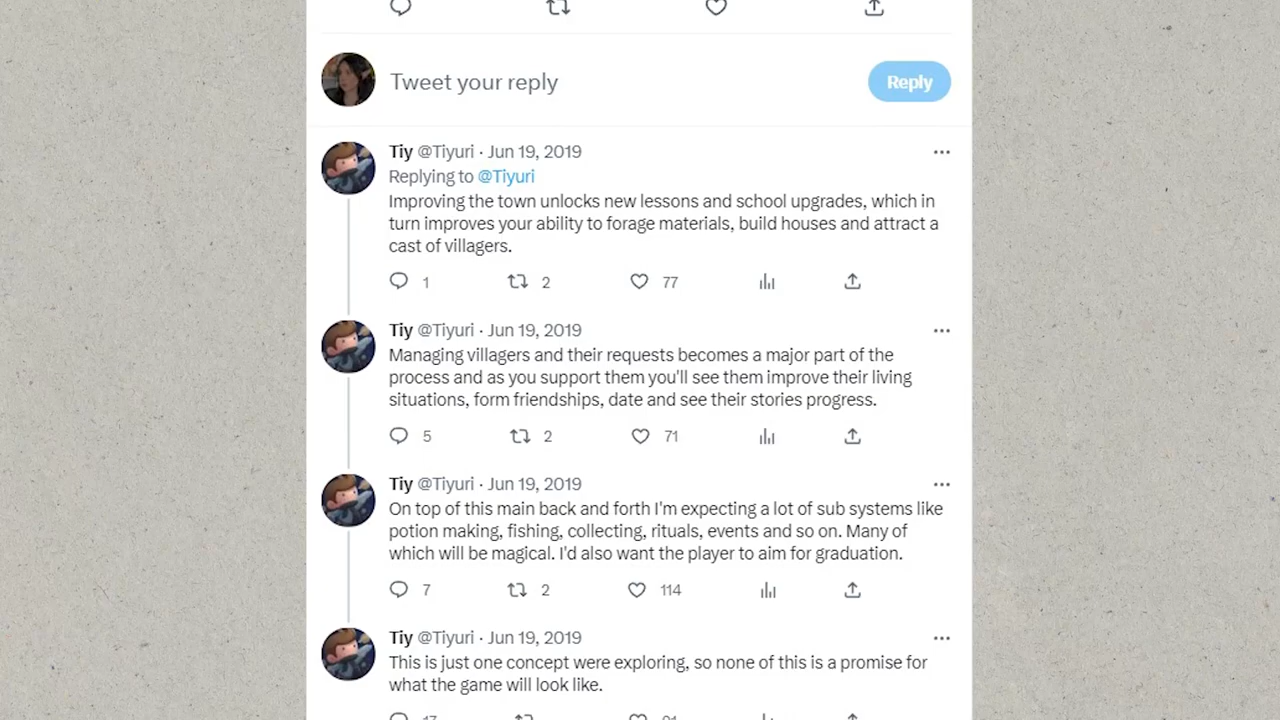 Tweet your reply
Reply
Tiy @Tiyuri · Jun 19, 2019
Replying to @Tiyuri
Improving the town unlocks new lessons and school upgrades, which in
turn improves your ability to forage materials, build houses and attract a
cast of villagers.
1 2 77
Tiy @Tiyuri · Jun 19, 2019
Managing villagers and their requests becomes a major part of the
process and as you support them you'll see them improve their living
situations, form friendships, date and see their stories progress.
5 2 71
Tiy @Tiyuri · Jun 19, 2019
On top of this main back and forth I'm expecting a lot of sub systems like
potion making, fishing, collecting, rituals, events and so on. Many of
which will be magical. I'd also want the player to aim for graduation.
7 2 114
Tiy @Tiyuri · Jun 19, 2019
This is just one concept were exploring, so none of this is a promise for
what the game will look like.